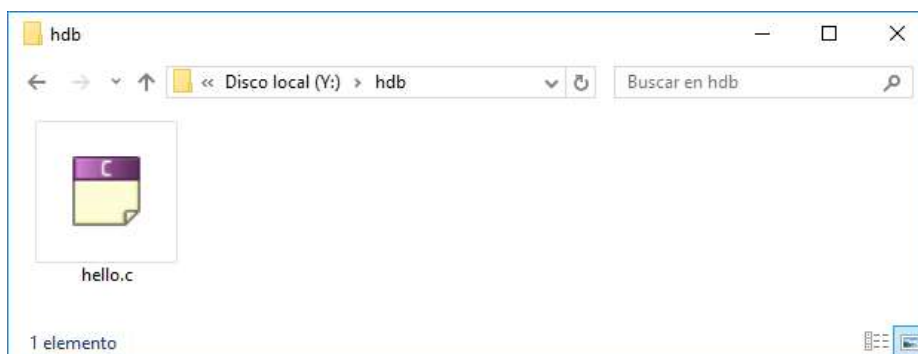 hdb
« Disco local (Y:) > hdb
Buscar en hdb
C
hello.c
1 elemento